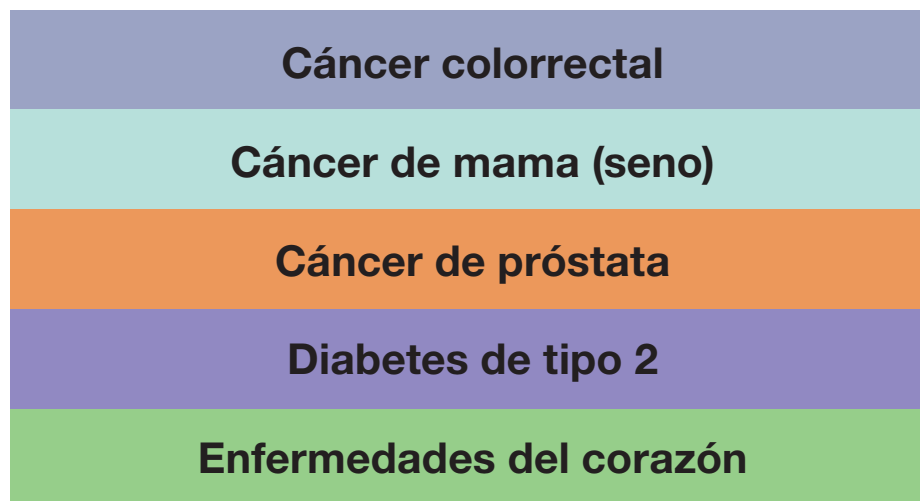 Cáncer colorrectal
Cáncer de mama (seno)
Cáncer de próstata
Diabetes de tipo 2
Enfermedades del corazón